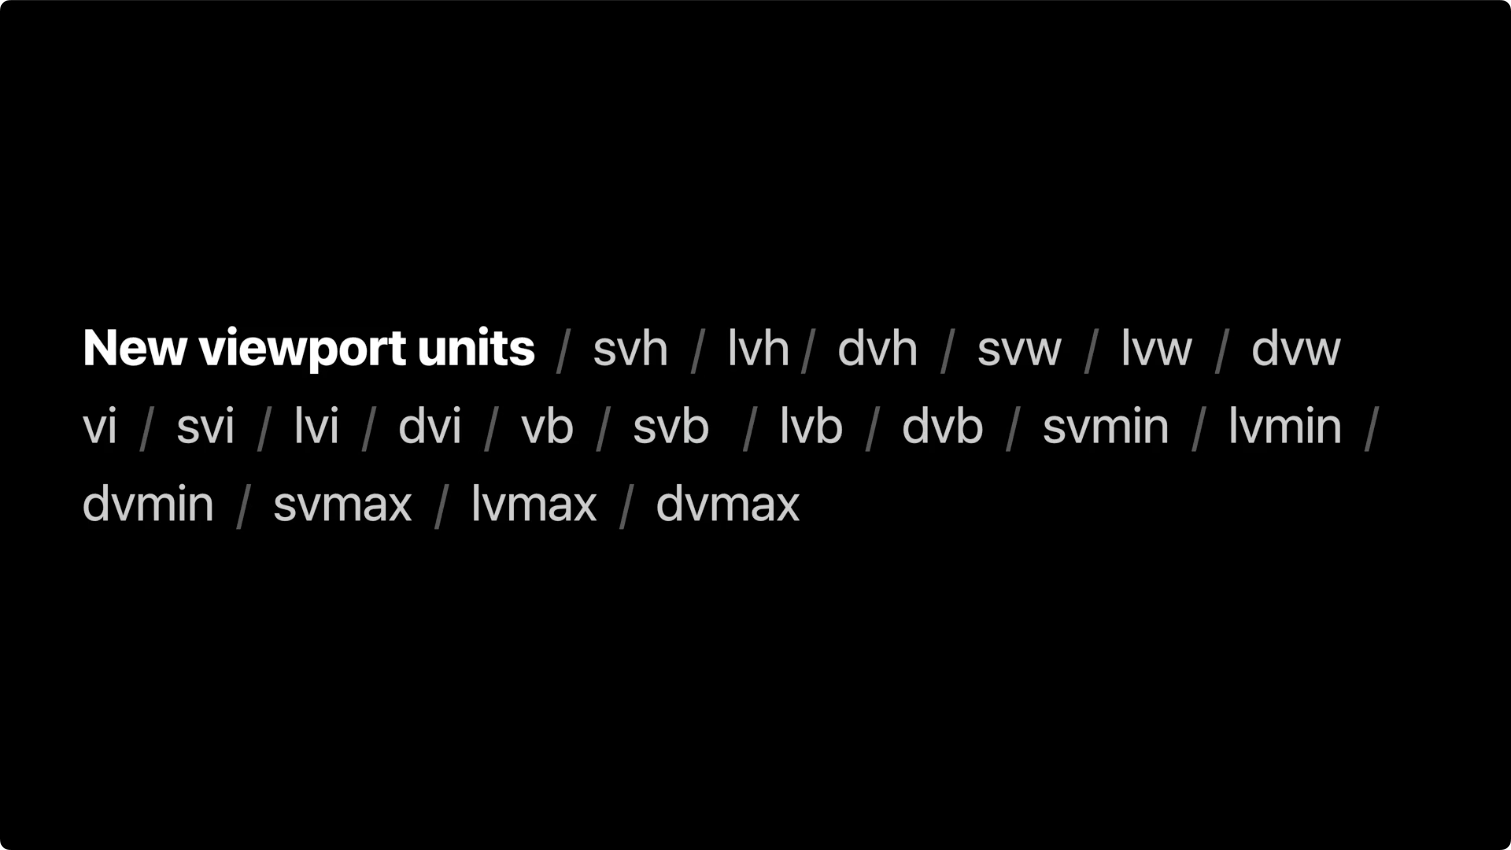 New viewport units / svh / lvh / dvh / svw / lvw / dvw
vi / svi / lvi / dvi / vb / svb / lvb / dvb / svmin / lvmin /
dvmin / svmax / lvmax / dvmax